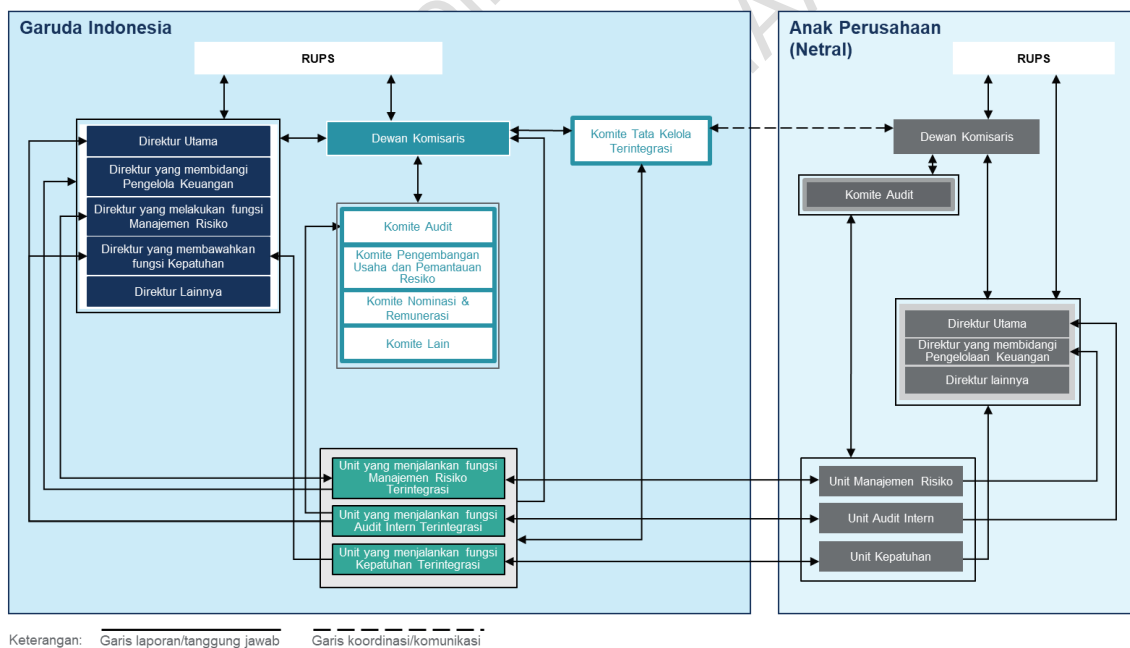 Garuda Indonesia
RUPS
Direktur Utama
Direktur yang membidangi
Pengelola Keuangan
Direktur yang melakukan fungsi
Manajemen Risiko
Direktur yang membawahkan
fungsi Kepatuhan
Direktur Lainnya
Dewan Komisaris
Komite Tata Kelola
Terintegrasi
Komite Audit
Komite Pengembangan
Usaha dan Pemantauan
Resiko
Komite Nominasi &
Remunerasi
Komite Lain
Unit yang menjalankan fungsi
Manajemen Risiko
Terintegrasi
Unit yang menjalankan fungsi
Audit Intern Terintegrasi
Unit yang menjalankan fungsi
Kepatuhan Terintegrasi
Anak Perusahaan
(Netral)
RUPS
Dewan Komisaris
Komite Audit
Direktur Utama
Direktur yang membidangi
Pengelolaan Keuangan
Direktur lainnya
Unit Manajemen Risiko
Unit Audit Intern
Unit Kepatuhan
Keterangan: Garis laporan/tanggung jawab Garis koordinasi/komunikasi